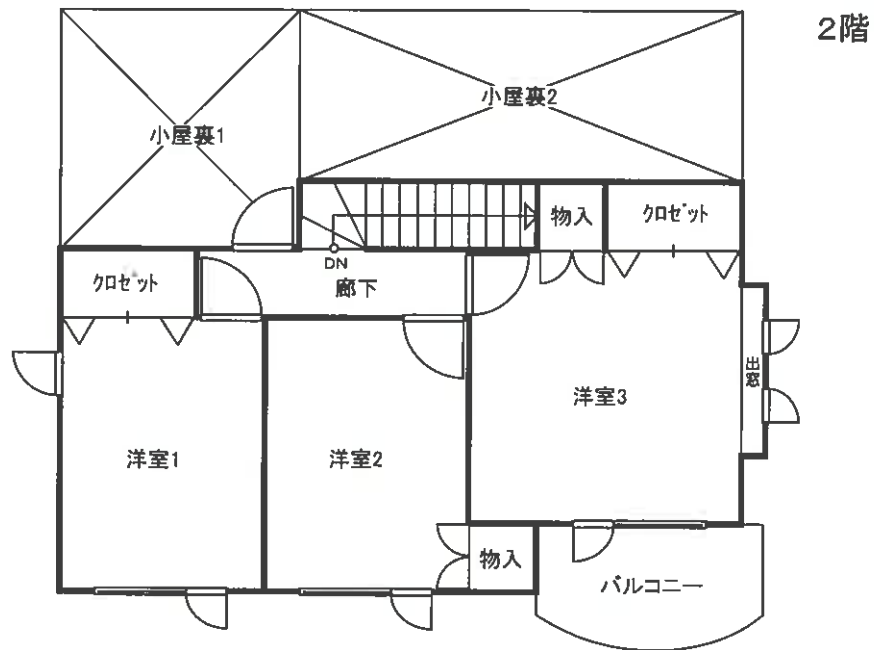 2階
小屋裏1
小屋裏2
物入
クロゼット
DN
廊下
クロゼット
洋室1
洋室2
洋室3
出窓
物入
バルコニー